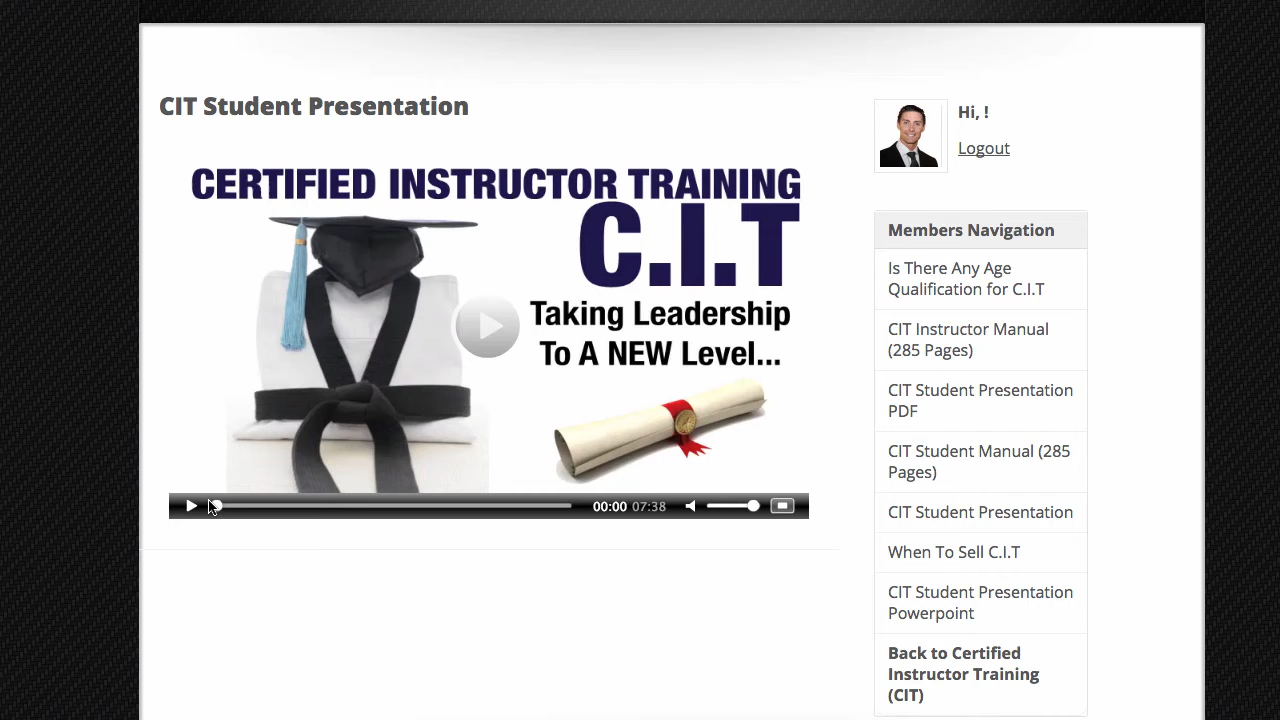 CIT Student Presentation
CERTIFIED INSTRUCTOR TRAINING
C.I.T
Taking Leadership
To A NEW Level...
00:00 07:38
Hi, !
Logout
Members Navigation
Is There Any Age
Qualification for C.I.T
CIT Instructor Manual
(285 Pages)
CIT Student Presentation
PDF
CIT Student Manual (285
Pages)
CIT Student Presentation
When To Sell C.I.T
CIT Student Presentation
Powerpoint
Back to Certified
Instructor Training
(CIT)